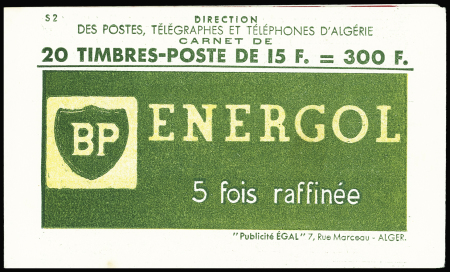 52
DIRECTION
DES POSTES, TÉLÉGRAPHES ET TÉLÉPHONES D'ALGÉRIE
CARNET DE
20 TIMBRES-POSTE DE 15 F. = 300 F.
BP
ENERGOL
5 fois raffinée
"Publicité ÉGAL" 7, Rue Marceau - ALGER.